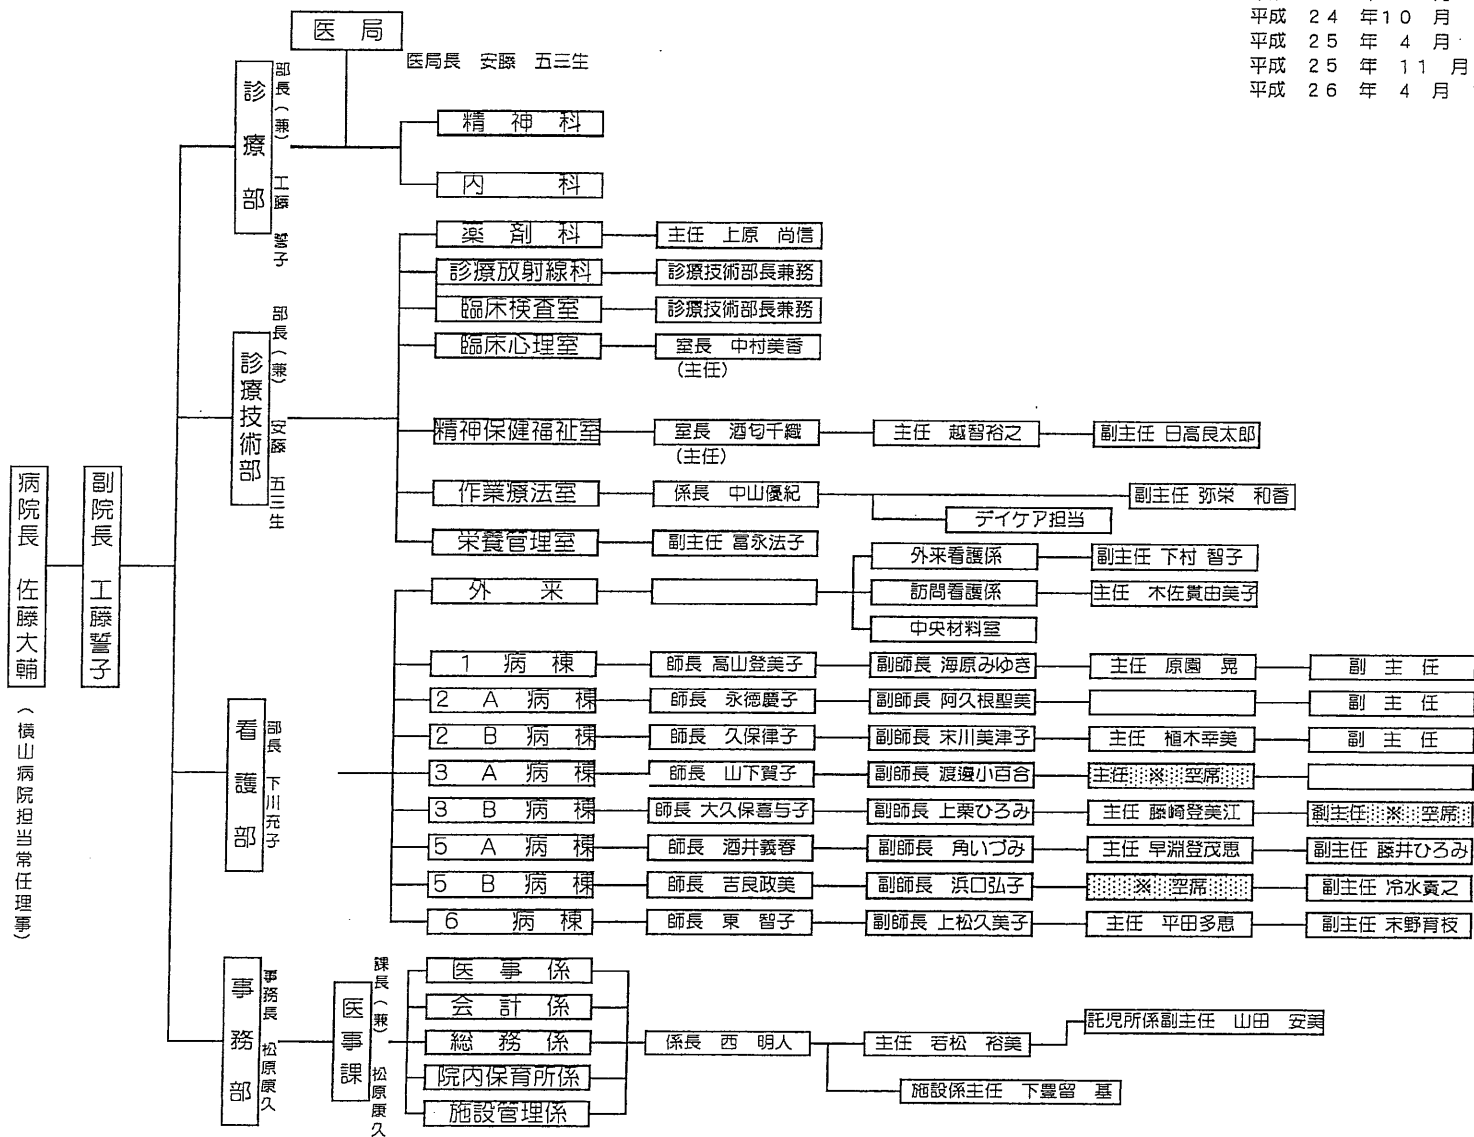 平成 24 年10 月
平成 25 年 4 月
平成 25 年 11 月
平成 26 年 4 月
医 局
医局長 安藤 五三生
診療部
部長(兼) 工藤 誓子
精 神 科
内 科
診療技術部
部長(兼) 安藤 五三生
薬 剤 科 主任 上原 尚信
診療放射線科 診療技術部長兼務
臨床検査室 診療技術部長兼務
臨床心理室 室長 中村美香
(主任)
精神保健福祉室 室長 酒匂千織 主任 越智裕之 副主任 日高良太郎
(主任)
作業療法室 係長 中山優紀 副主任 弥栄 和香
デイケア担当
栄養管理室 副主任 冨永法子
病院長 佐藤大輔
(横山病院担当常任理事)
副院長 工藤誓子
看護部
部長 下川充子
外 来
外来看護係 副主任 下村 智子
訪問看護係 主任 木佐貫由美子
中央材料室
1 病 棟 師長 高山登美子 副師長 海原みゆき 主任 原園 晃 副 主 任
2 A 病 棟 師長 永徳慶子 副師長 阿久根聖美 副 主 任
2 B 病 棟 師長 久保律子 副師長 末川美津子 主任 植木幸美 副 主 任
3 A 病 棟 師長 山下賀子 副師長 渡邊小百合 主任 ※ 空席
3 B 病 棟 師長 大久保喜与子 副師長 上栗ひろみ 主任 藤崎登美江 副主任 ※ 空席
5 A 病 棟 師長 酒井義春 副師長 角いづみ 主任 早淵登茂恵 副主任 藤井ひろみ
5 B 病 棟 師長 吉良政美 副師長 浜口弘子 ※ 空席 副主任 冷水貢之
6 病 棟 師長 東 智子 副師長 上松久美子 主任 平田多恵 副主任 末野育枝
事務部
事務長 松原康久
医事課
課長(兼) 松原康久
医 事 係
会 計 係
総 務 係
院内保育所係
施設管理係
係長 西 明人 主任 若松 裕美
託児所係副主任 山田 安美
施設係主任 下豊留 基